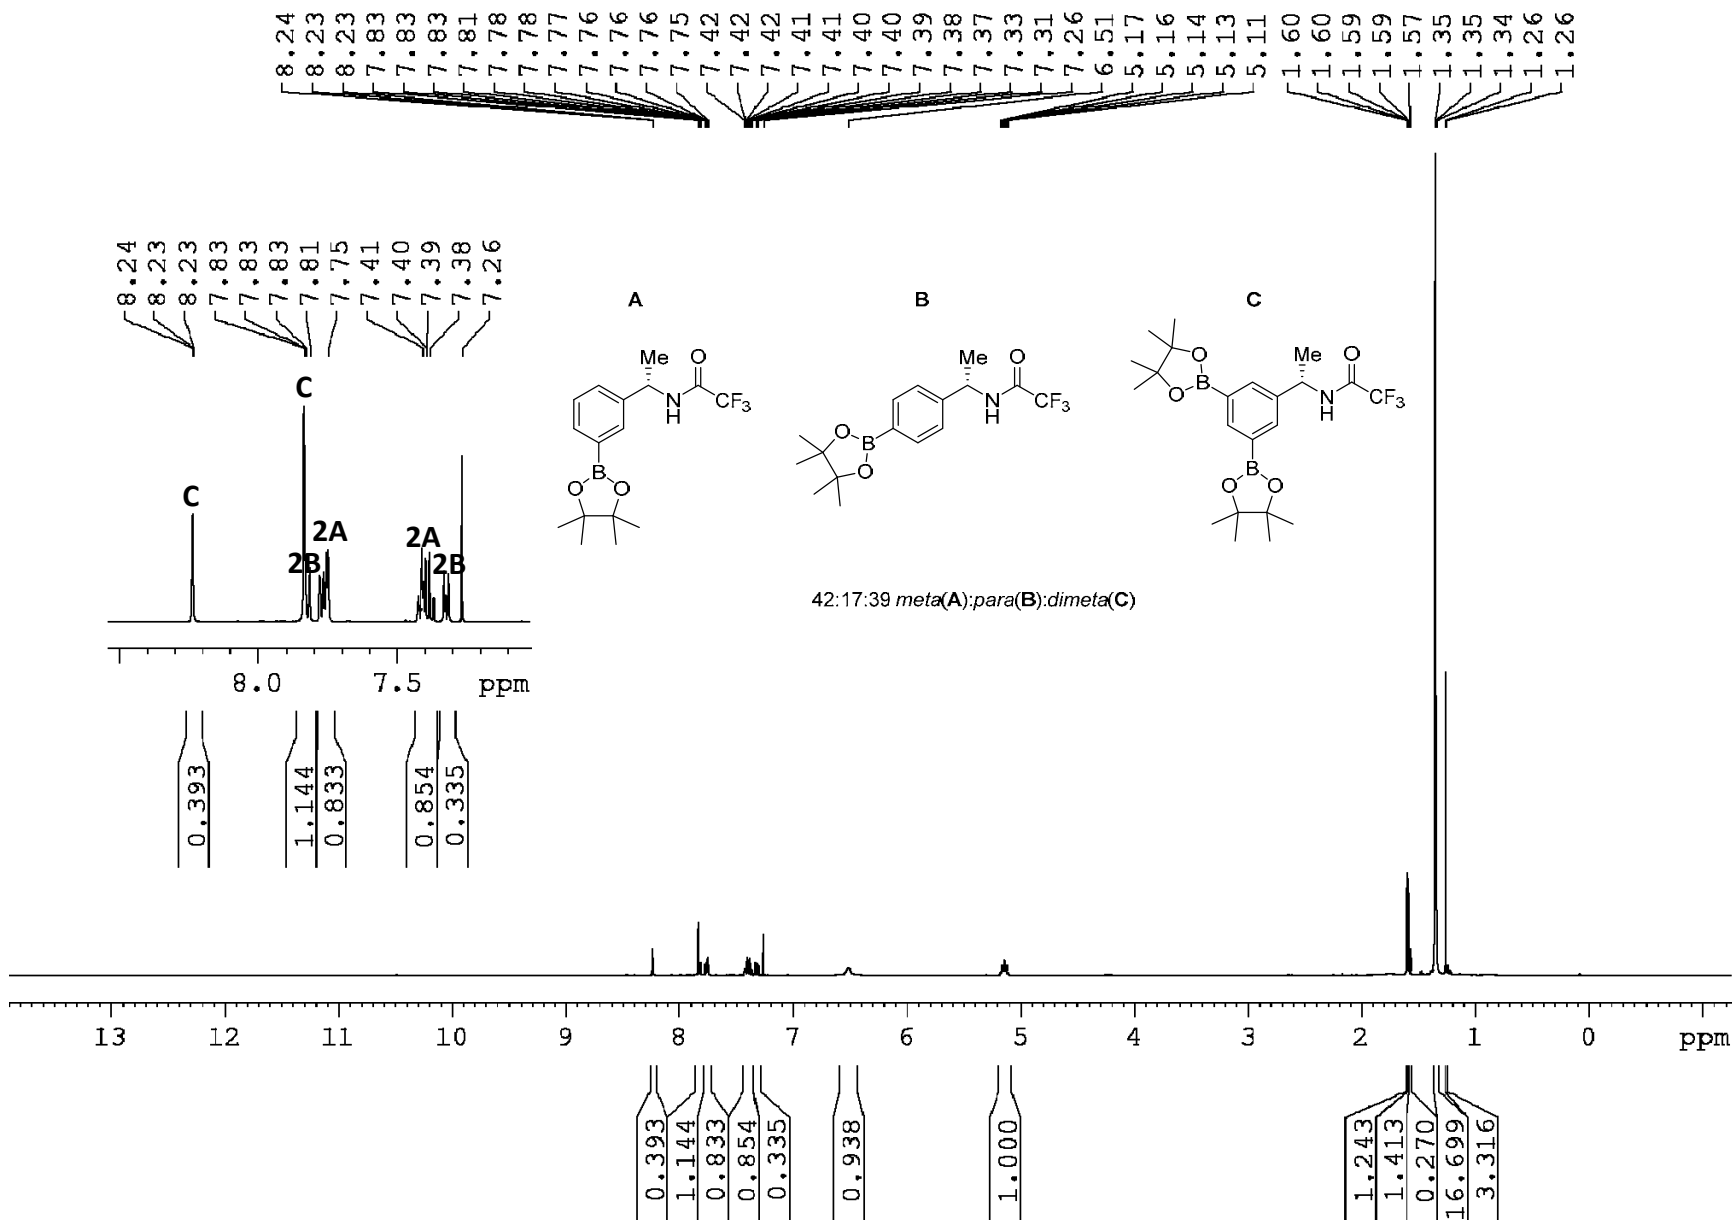 8.24 8.23 8.23 7.83 7.83 7.83 7.81 7.78 7.78 7.77 7.76 7.76 7.76 7.75 7.42 7.42 7.42 7.41 7.41 7.40 7.40 7.39 7.38 7.37 7.33 7.31 7.26 6.51 5.17 5.16 5.14 5.13 5.11 1.60 1.60 1.59 1.59 1.57 1.35 1.35 1.34 1.26 1.26
8.24 8.23 8.23 7.83 7.83 7.83 7.81 7.75 7.41 7.40 7.39 7.38 7.26
A B C
C
C
2B
2A
2A
2B
8.0 7.5 ppm
0.393 1.144 0.833 0.854 0.335
Me O
N
H
CF3
B
O O
Me O
N
H
CF3
O
B
O
Me O
N
H
CF3
O
B
O
B
O O
42:17:39 meta(A):para(B):dimeta(C)
13 12 11 10 9 8 7 6 5 4 3 2 1 0 ppm
0.393 1.144 0.833 0.854 0.335 0.938 1.000 1.243 1.413 0.270 16.699 3.316